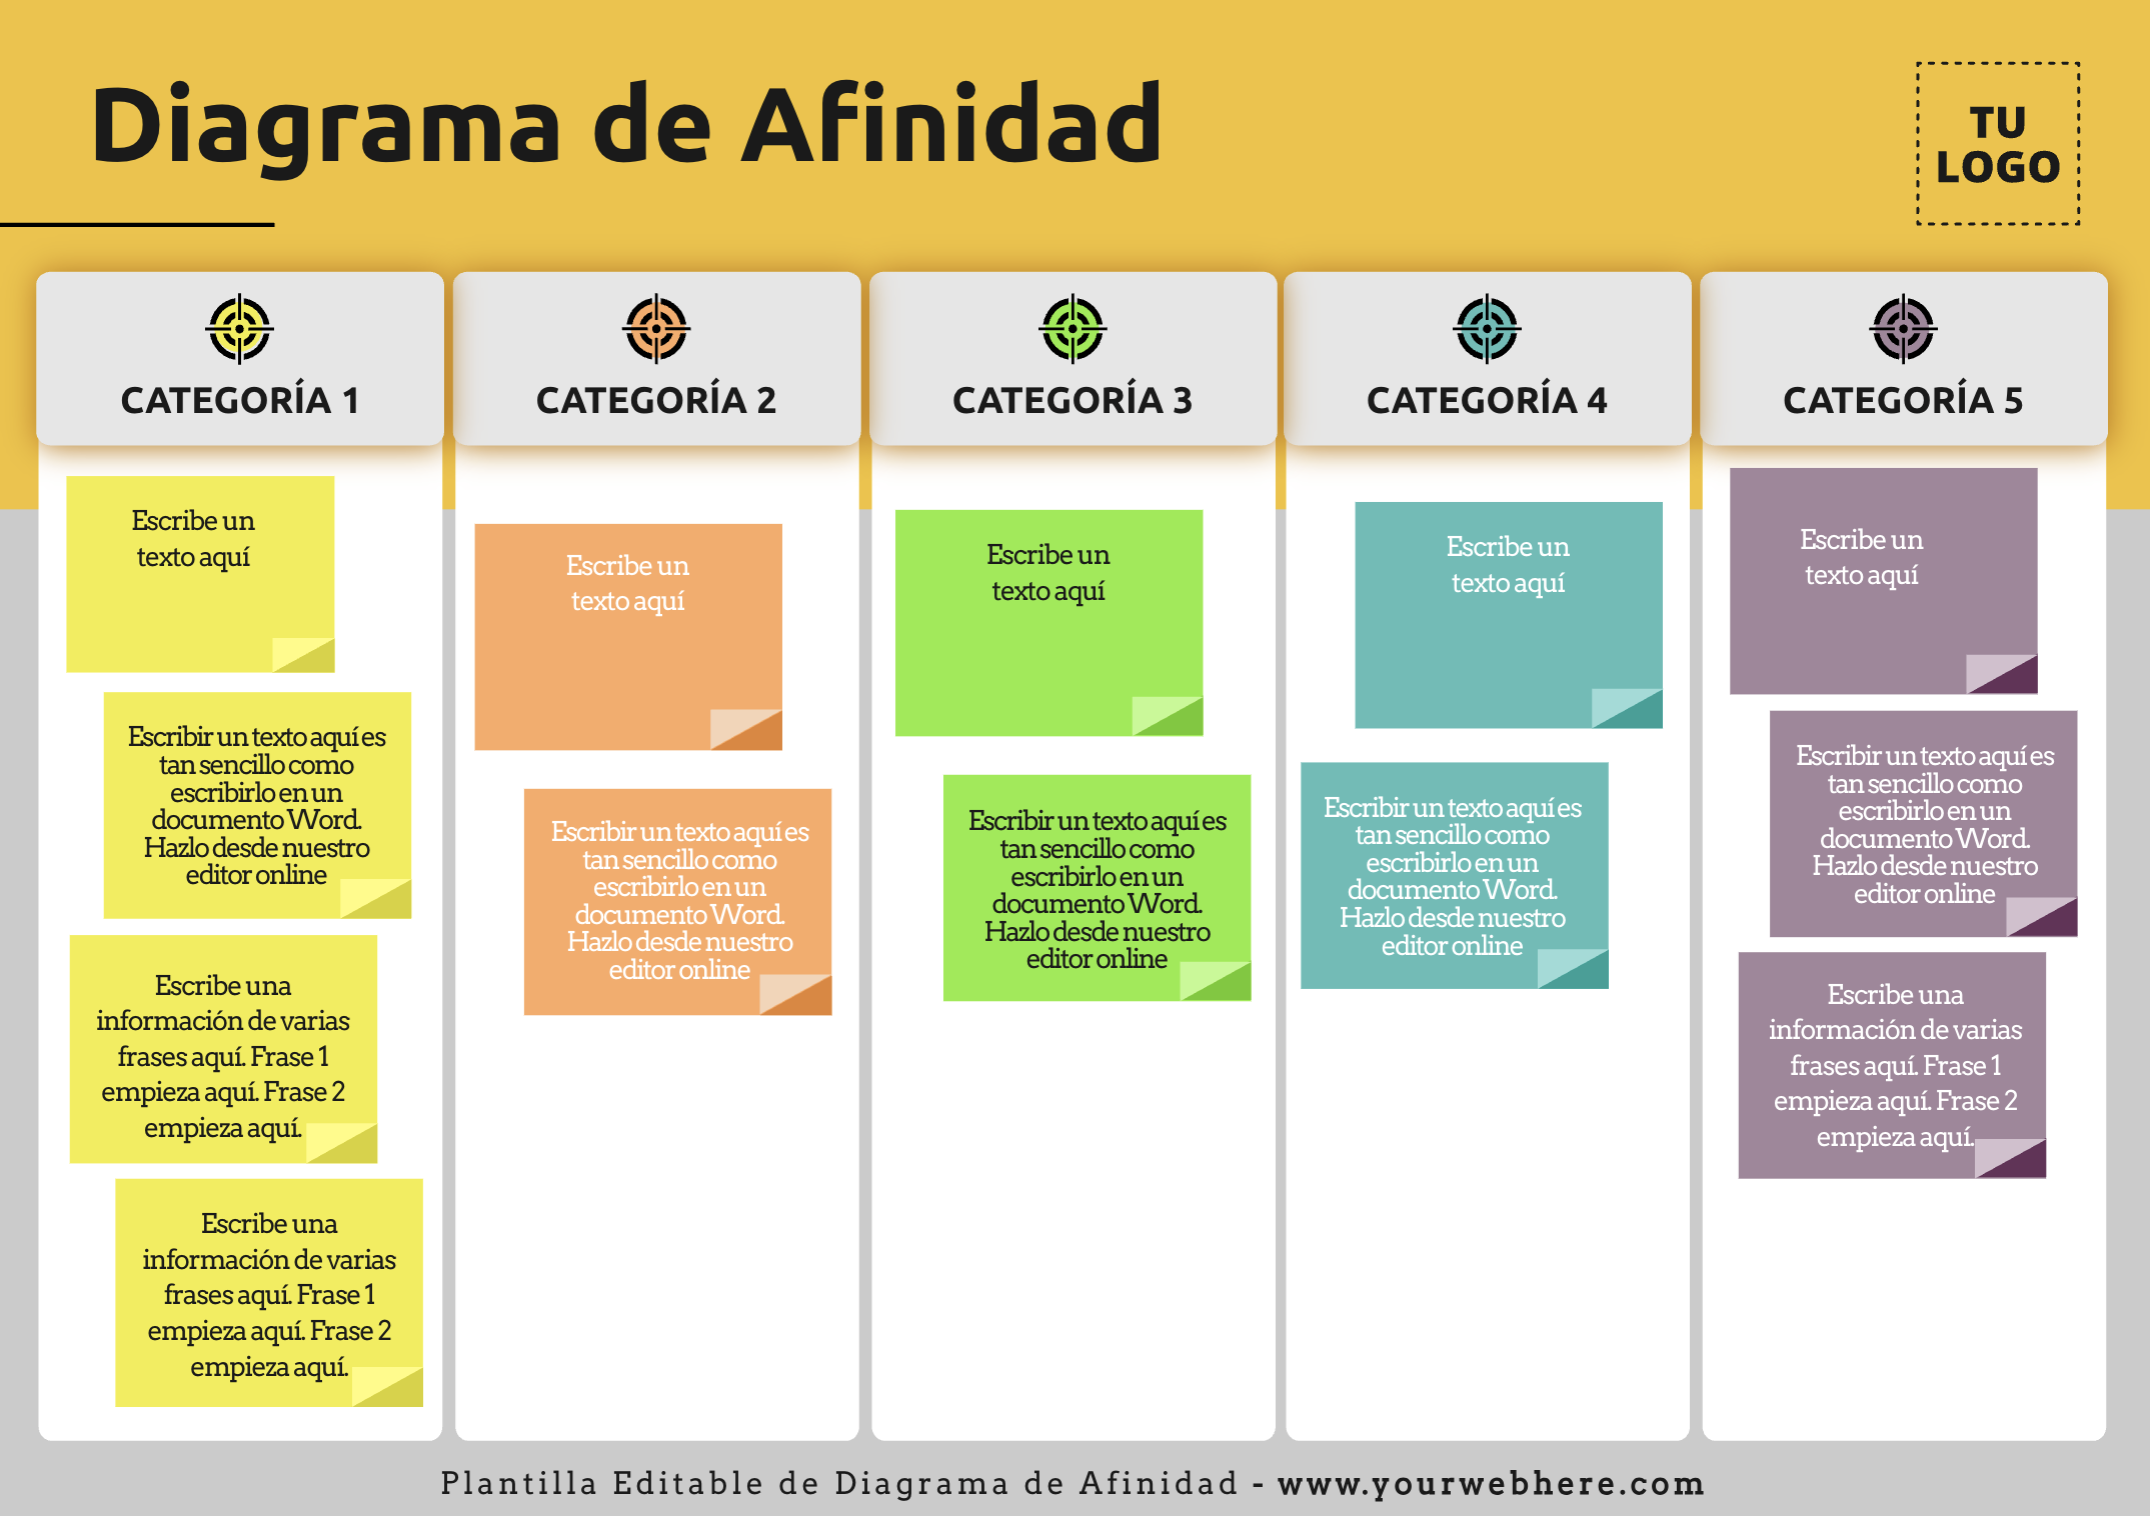 Diagrama de Afinidad
TU
LOGO
CATEGORÍA 1
Escribe un
texto aquí
Escribir un texto aquí es
tan sencillo como
escribirlo en un
documento Word.
Hazlo desde nuestro
editor online
Escribe una
información de varias
frases aquí. Frase 1
empieza aquí. Frase 2
empieza aquí.
Escribe una
información de varias
frases aquí. Frase 1
empieza aquí. Frase 2
empieza aquí.
CATEGORÍA 2
Escribe un
texto aquí
Escribir un texto aquí es
tan sencillo como
escribirlo en un
documento Word.
Hazlo desde nuestro
editor online
CATEGORÍA 3
Escribe un
texto aquí
Escribir un texto aquí es
tan sencillo como
escribirlo en un
documento Word.
Hazlo desde nuestro
editor online
CATEGORÍA 4
Escribe un
texto aquí
Escribir un texto aquí es
tan sencillo como
escribirlo en un
documento Word.
Hazlo desde nuestro
editor online
CATEGORÍA 5
Escribe un
texto aquí
Escribir un texto aquí es
tan sencillo como
escribirlo en un
documento Word.
Hazlo desde nuestro
editor online
Escribe una
información de varias
frases aquí. Frase 1
empieza aquí. Frase 2
empieza aquí.
Plantilla Editable de Diagrama de Afinidad - www.yourwebhere.com